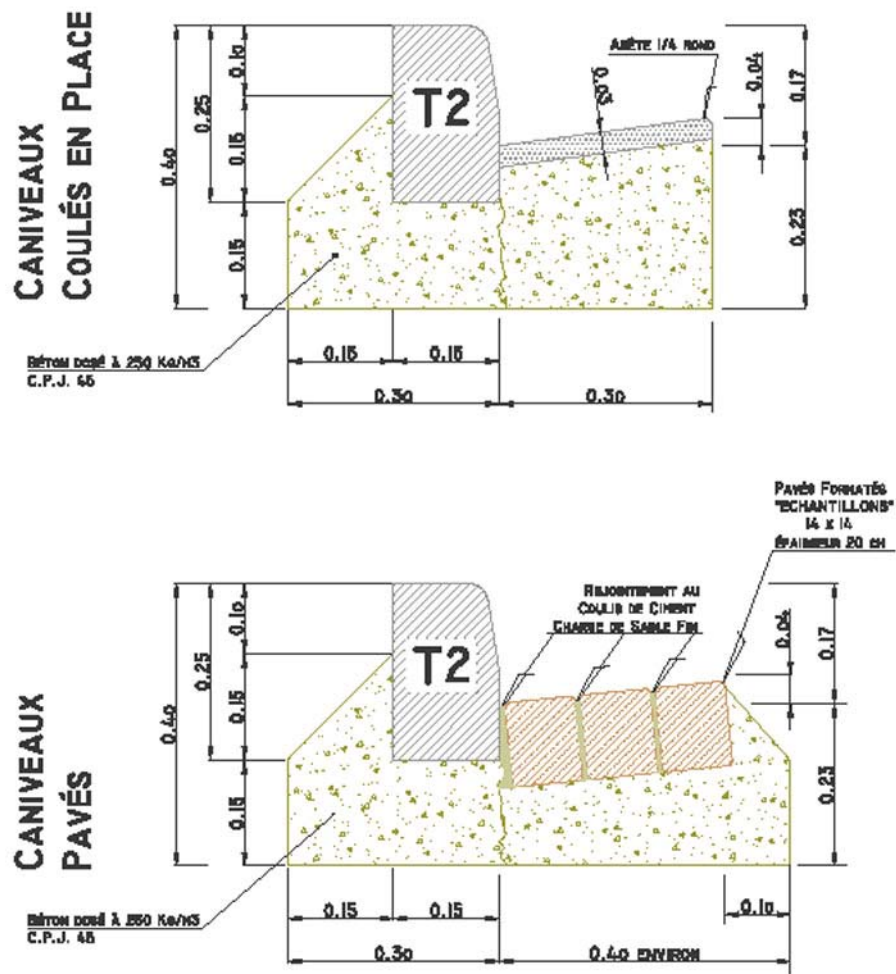 CANIVEAUX
COULÉS EN PLACE
0.40
0.25
0.10
0.15
0.15
T2
ARÊTE 1/4 ROND
0.03
0.04
0.17
0.23
BÉTON DOSÉ À 250 KG/M3
C.P.J. 45
0.15
0.15
0.30
0.30
CANIVEAUX
PAVÉS
0.40
0.25
0.10
0.15
0.15
T2
REJOINTEMENT AU
COULIS DE CIMENT
CHARGE DE SABLE FIN
PAVÉS FORMATÉS
"ECHANTILLONS"
14 x 14
ÉPAISSEUR 20 CM
0.04
0.17
0.23
BÉTON DOSÉ À 250 KG/M3
C.P.J. 45
0.15
0.15
0.10
0.30
0.40 ENVIRON